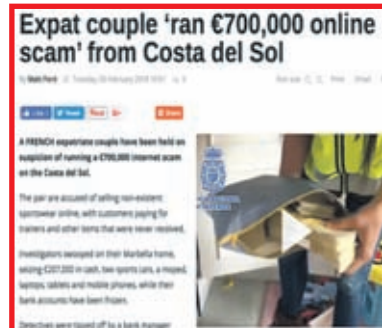 Expat couple ‘ran €700,000 online
scam’ from Costa del Sol
A FRENCH expatriate couple have been held on
suspicion of running a €700,000 internet scam
on the Costa del Sol.
The pair are accused of selling non-existent
sportswear online, with customers paying for
trainers and other items that were never received.
Investigators swooped on their Marbella home,
seizing €207,000 in cash, two sports cars, a moped,
laptops, tablets and mobile phones, while their
bank accounts have been frozen.
Detectives were tipped off by a bank manager